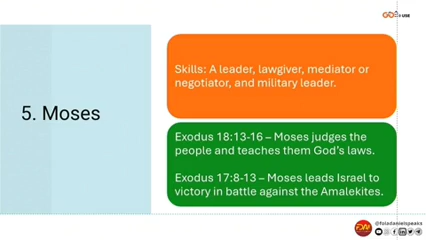 5. Moses
Skills: A leader, lawgiver, mediator or
negotiator, and military leader.
Exodus 18:13-16 – Moses judges the
people and teaches them God's laws.
Exodus 17:8-13 – Moses leads Israel to
victory in battle against the Amalekites.
@foladanielspeaks